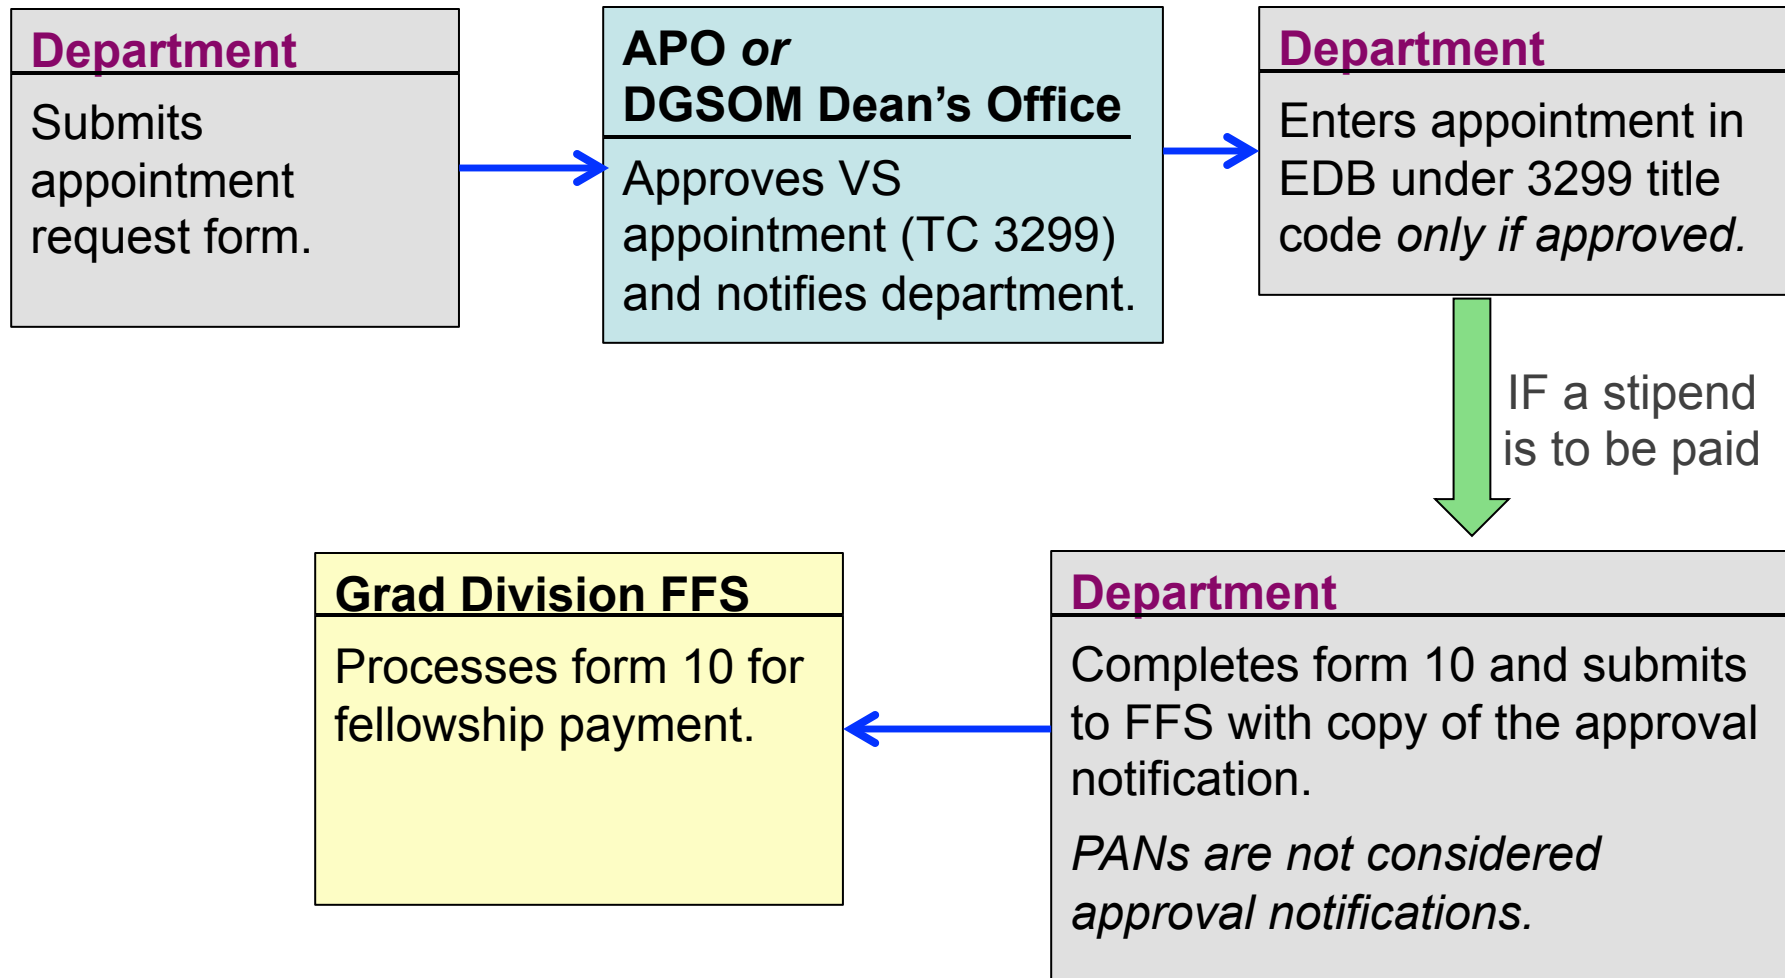 Department
Submits
appointment
request form.
APO or
DGSOM Dean’s Office
Approves VS
appointment (TC 3299)
and notifies department.
Department
Enters appointment in
EDB under 3299 title
code only if approved.
IF a stipend
is to be paid
Department
Completes form 10 and submits
to FFS with copy of the approval
notification.
PANs are not considered
approval notifications.
Grad Division FFS
Processes form 10 for
fellowship payment.